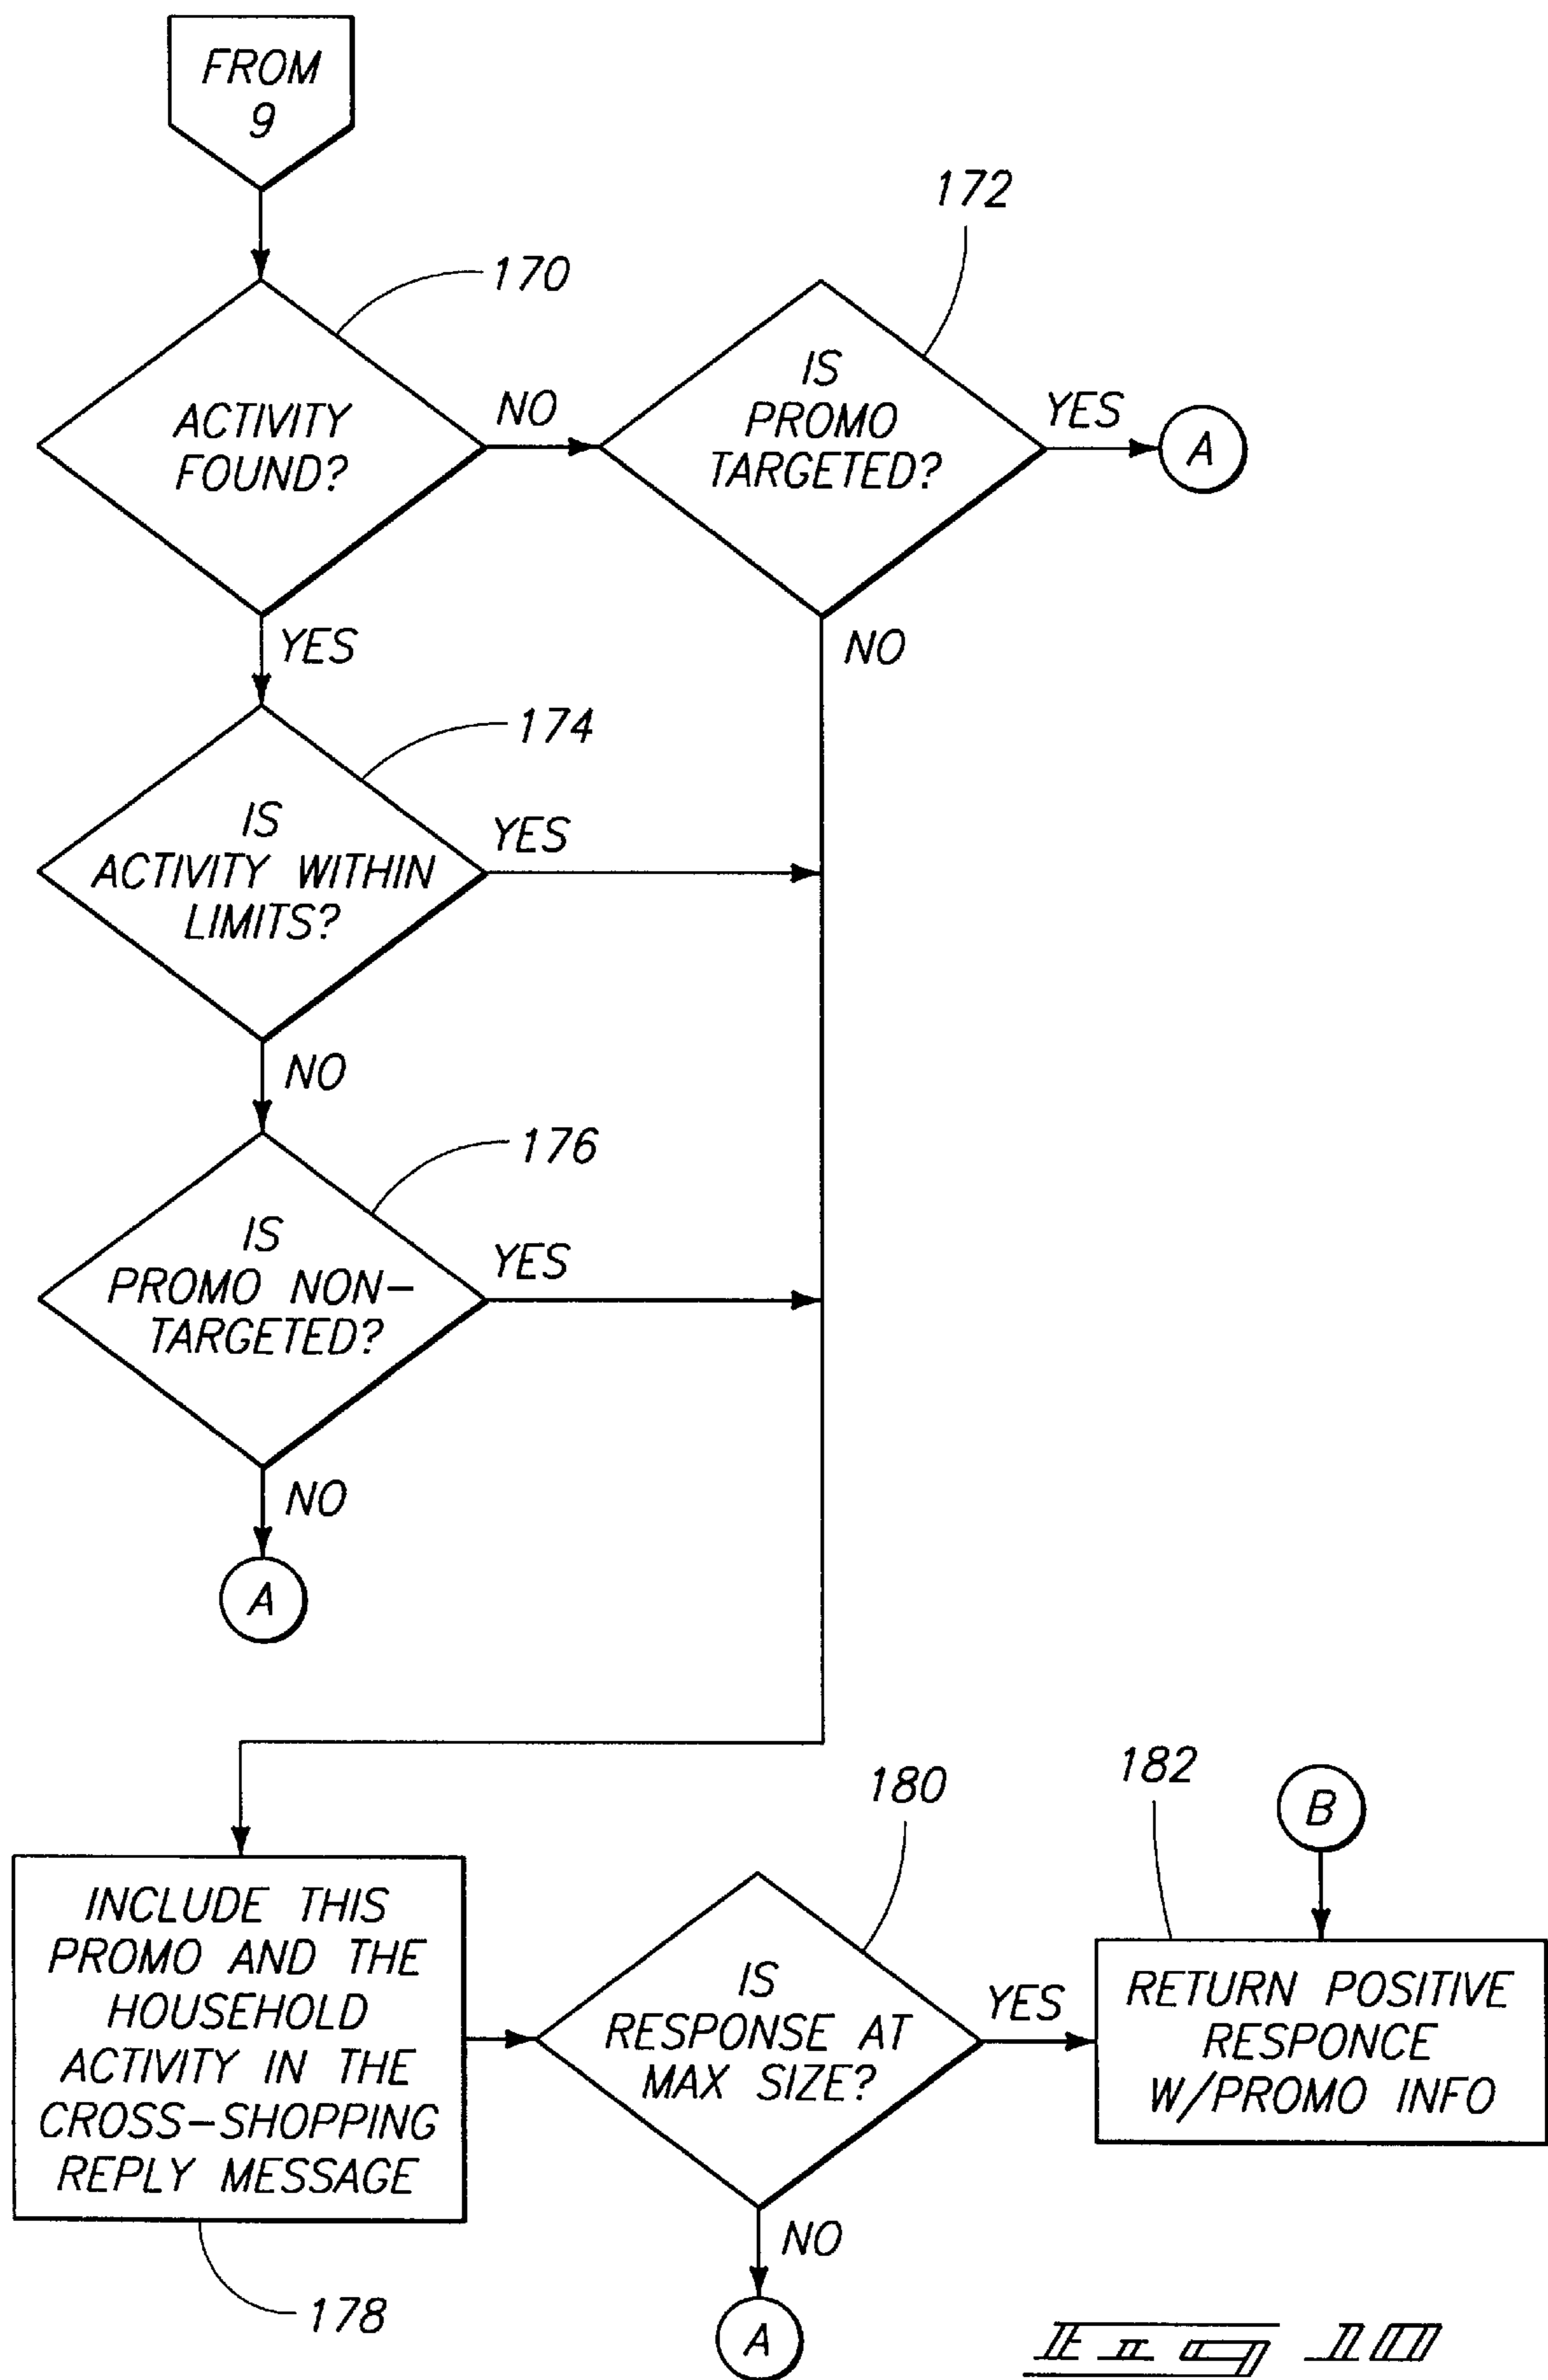 FROM
9
170
172
ACTIVITY
FOUND?
NO
IS
PROMO
TARGETED?
YES
A
YES
NO
174
IS
ACTIVITY WITHIN
LIMITS?
YES
NO
176
IS
PROMO NON-
TARGETED?
YES
NO
A
INCLUDE THIS
PROMO AND THE
HOUSEHOLD
ACTIVITY IN THE
CROSS-SHOPPING
REPLY MESSAGE
178
180
IS
RESPONSE AT
MAX SIZE?
YES
NO
A
182
B
RETURN POSITIVE
RESPONCE
W/PROMO INFO
Fig 10